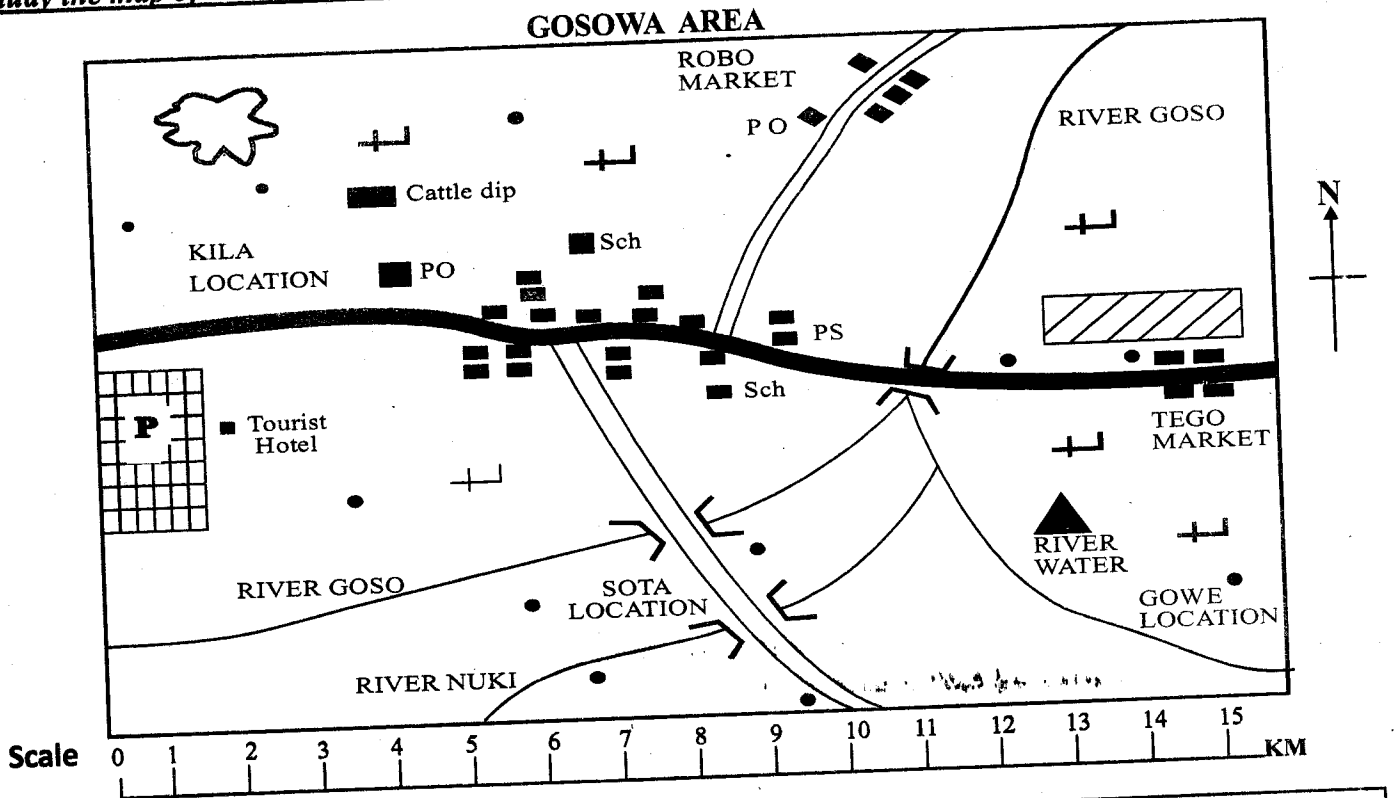 GOSOWA AREA
ROBO
MARKET
P O
RIVER GOSO
N
Cattle dip
KILA
LOCATION
Sch
PO
PS
Sch
TEGO
MARKET
P
Tourist
Hotel
RIVER
WATER
RIVER GOSO
SOTA
LOCATION
GOWE
LOCATION
RIVER NUKI
Scale 0 1 2 3 4 5 6 7 8 9 10 11 12 13 14 15 KM